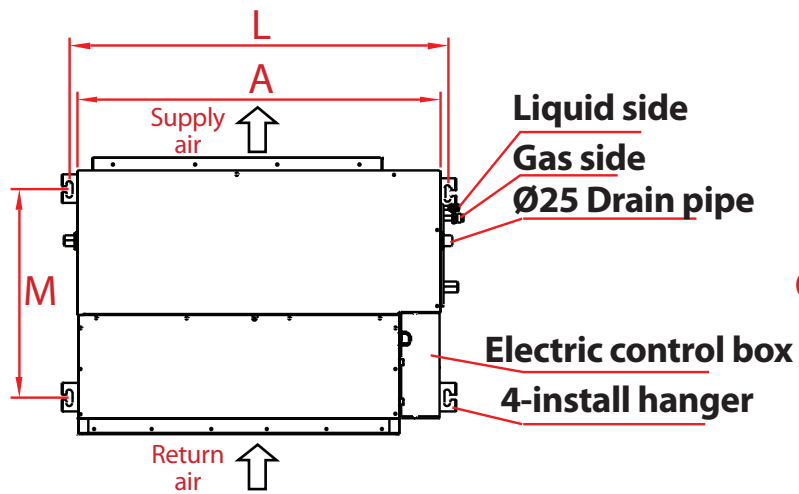 L
A
Supply
air
Liquid side
Gas side
Ø25 Drain pipe
M
Electric control box
4-install hanger
Return
air